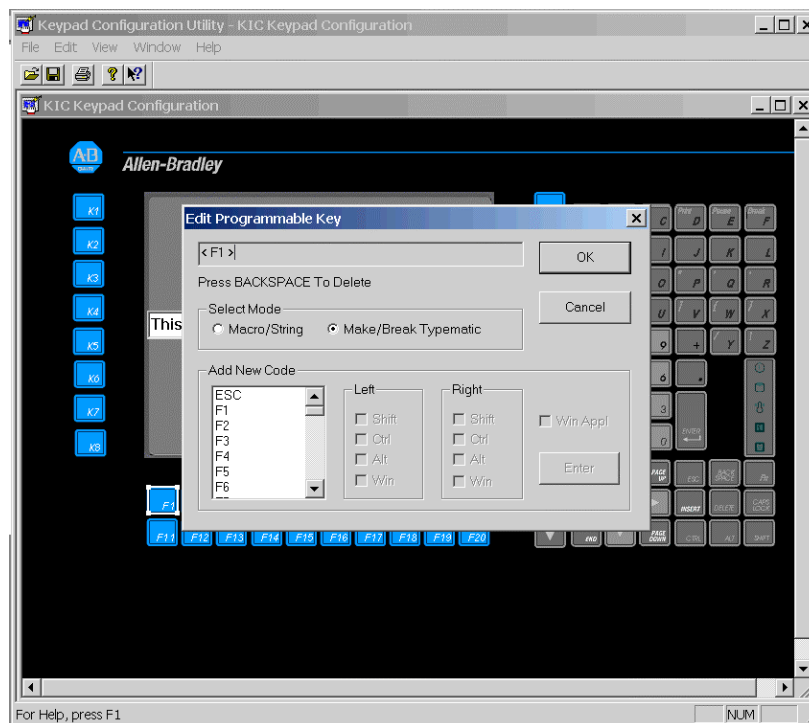 Keypad Configuration Utility - KIC Keypad Configuration
File Edit View Window Help
KIC Keypad Configuration
AB
Allen-Bradley
K1
K2
K3
K4
K5
K6
K7
K8
This
C
Print D
Pause E
Break F
I J K L
O P Q R
U V W X
9 + Y Z
6 .
3
0 ENTER
PAGE UP ESC BACK SPACE
INSERT DELETE CAPS LOCK
END PAGE DOWN CTRL ALT SHIFT
F1
F11 F12 F13 F14 F15 F16 F17 F18 F19 F20
Edit Programmable Key
< F1 >
OK
Press BACKSPACE To Delete
Cancel
Select Mode
Macro/String Make/Break Typematic
Add New Code
ESC
F1
F2
F3
F4
F5
F6
Left
Shift
Ctrl
Alt
Win
Right
Shift
Ctrl
Alt
Win
Win Appl
Enter
For Help, press F1
NUM